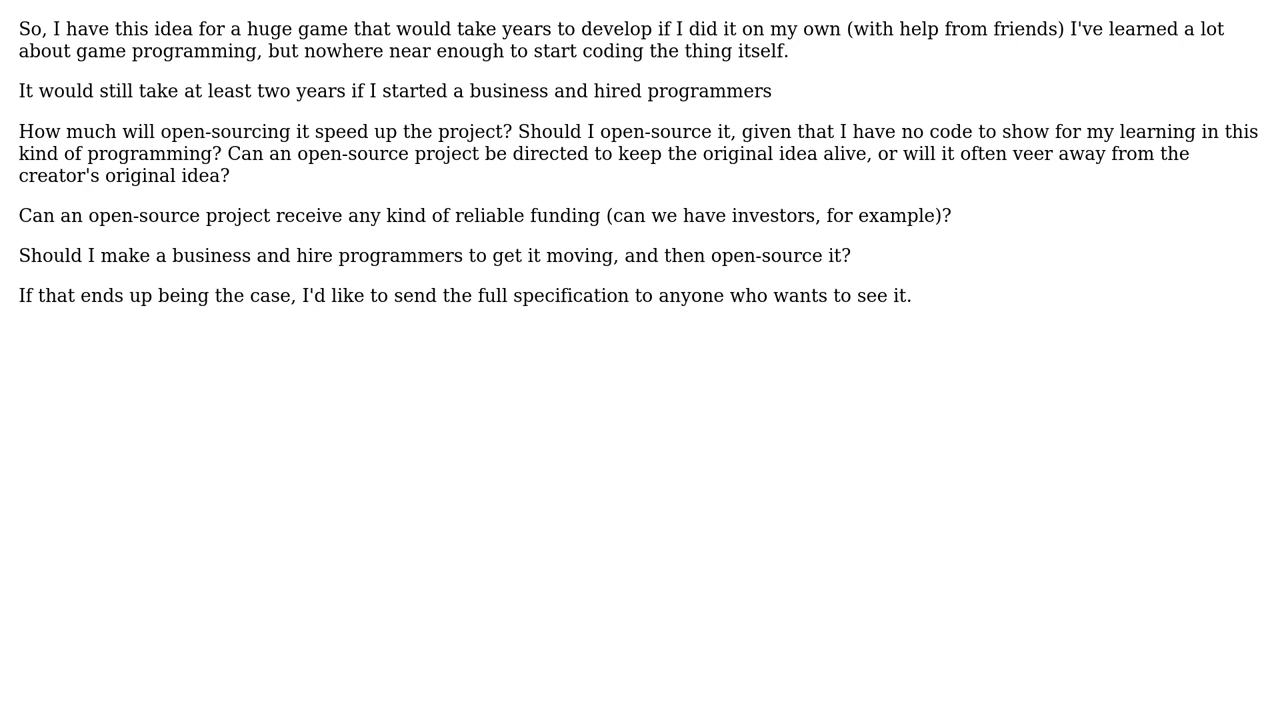 So, I have this idea for a huge game that would take years to develop if I did it on my own (with help from friends) I've learned a lot
about game programming, but nowhere near enough to start coding the thing itself.
It would still take at least two years if I started a business and hired programmers
How much will open-sourcing it speed up the project? Should I open-source it, given that I have no code to show for my learning in this
kind of programming? Can an open-source project be directed to keep the original idea alive, or will it often veer away from the
creator's original idea?
Can an open-source project receive any kind of reliable funding (can we have investors, for example)?
Should I make a business and hire programmers to get it moving, and then open-source it?
If that ends up being the case, I'd like to send the full specification to anyone who wants to see it.